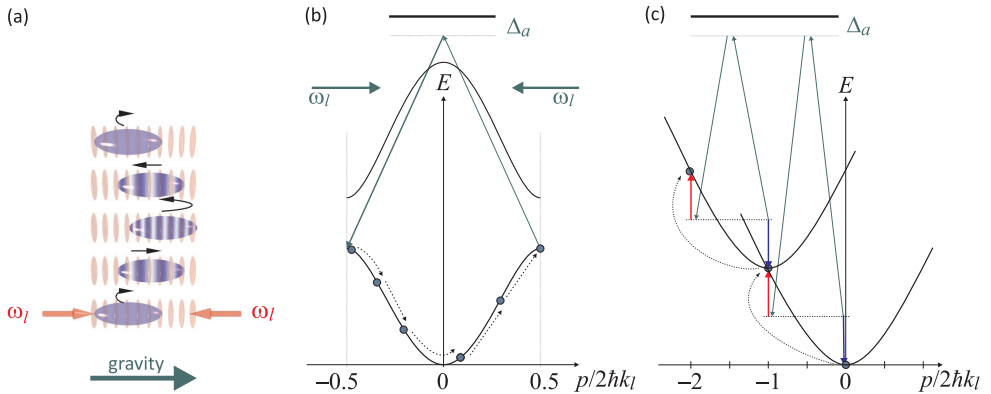 (a)
ωl ωl
gravity
(b)
Δa
E
ωl ωl
−0.5 0 0.5 p/2ħkl
(c)
Δa
E
−2 −1 0 p/2ħkl